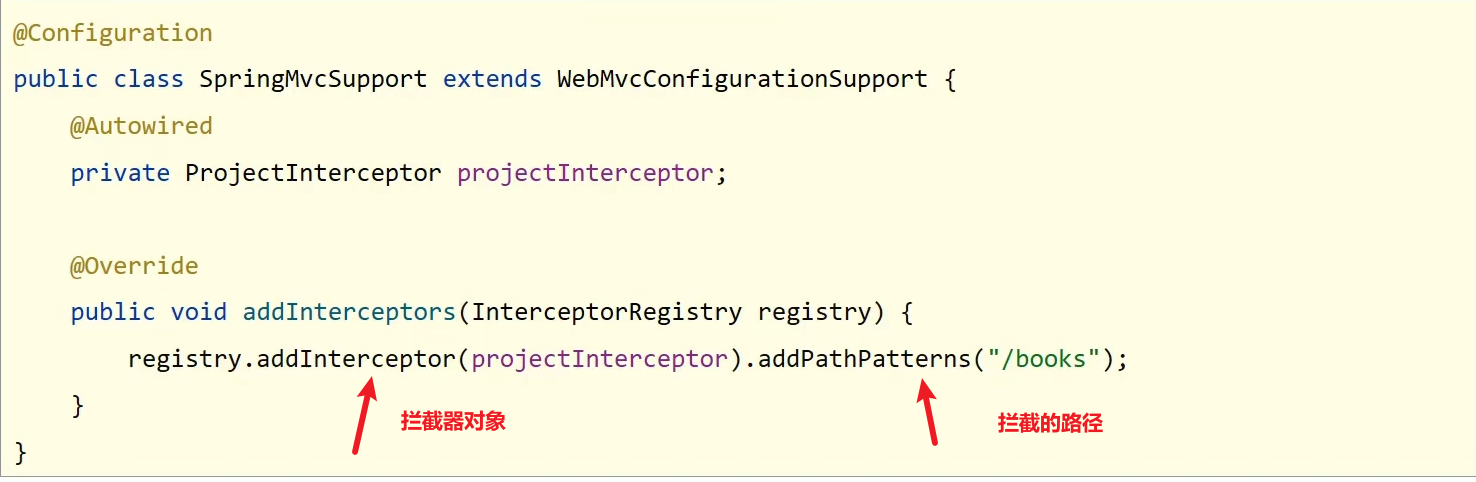 @Configuration
public class SpringMvcSupport extends WebMvcConfigurationSupport {
    @Autowired
    private ProjectInterceptor projectInterceptor;

    @Override
    public void addInterceptors(InterceptorRegistry registry) {
        registry.addInterceptor(projectInterceptor).addPathPatterns("/books");
    }
拦截器对象
拦截的路径
}